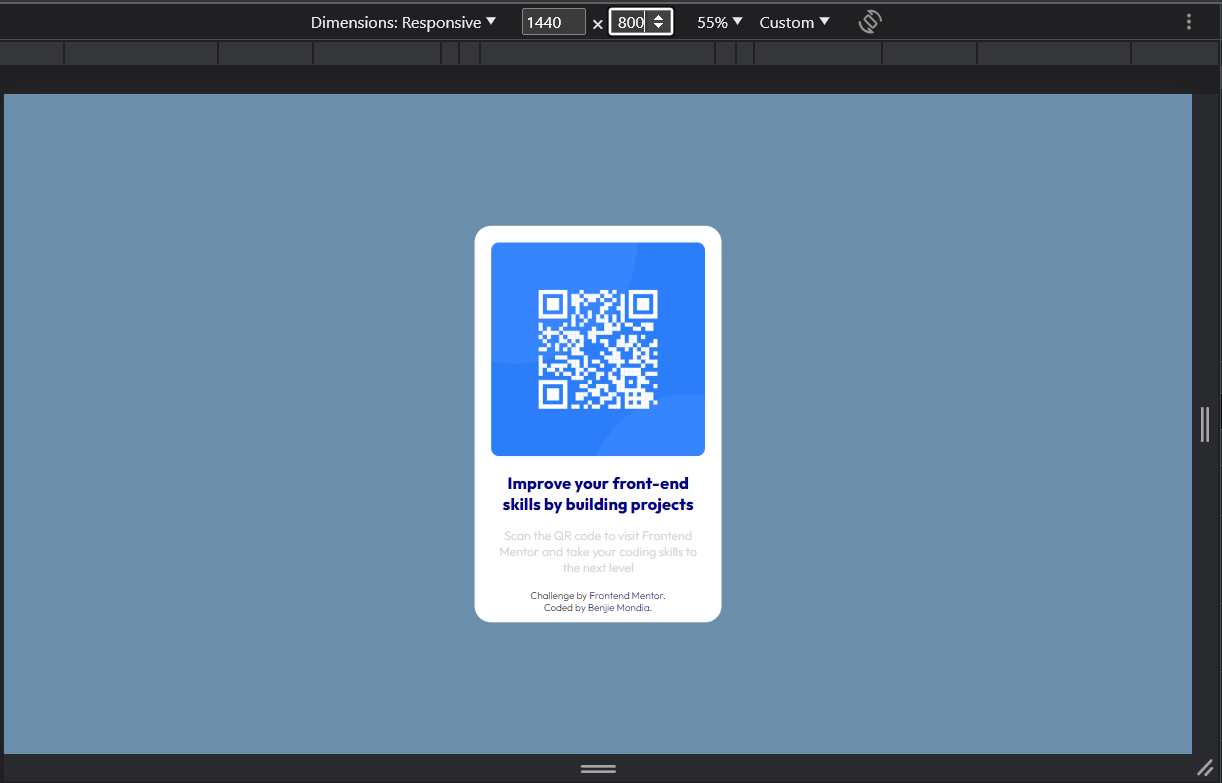 Dimensions: Responsive 1440 × 800 55% Custom
Improve your front-end
skills by building projects
Scan the QR code to visit Frontend
Mentor and take your coding skills to
the next level
Challenge by Frontend Mentor.
Coded by Benjie Mondia.